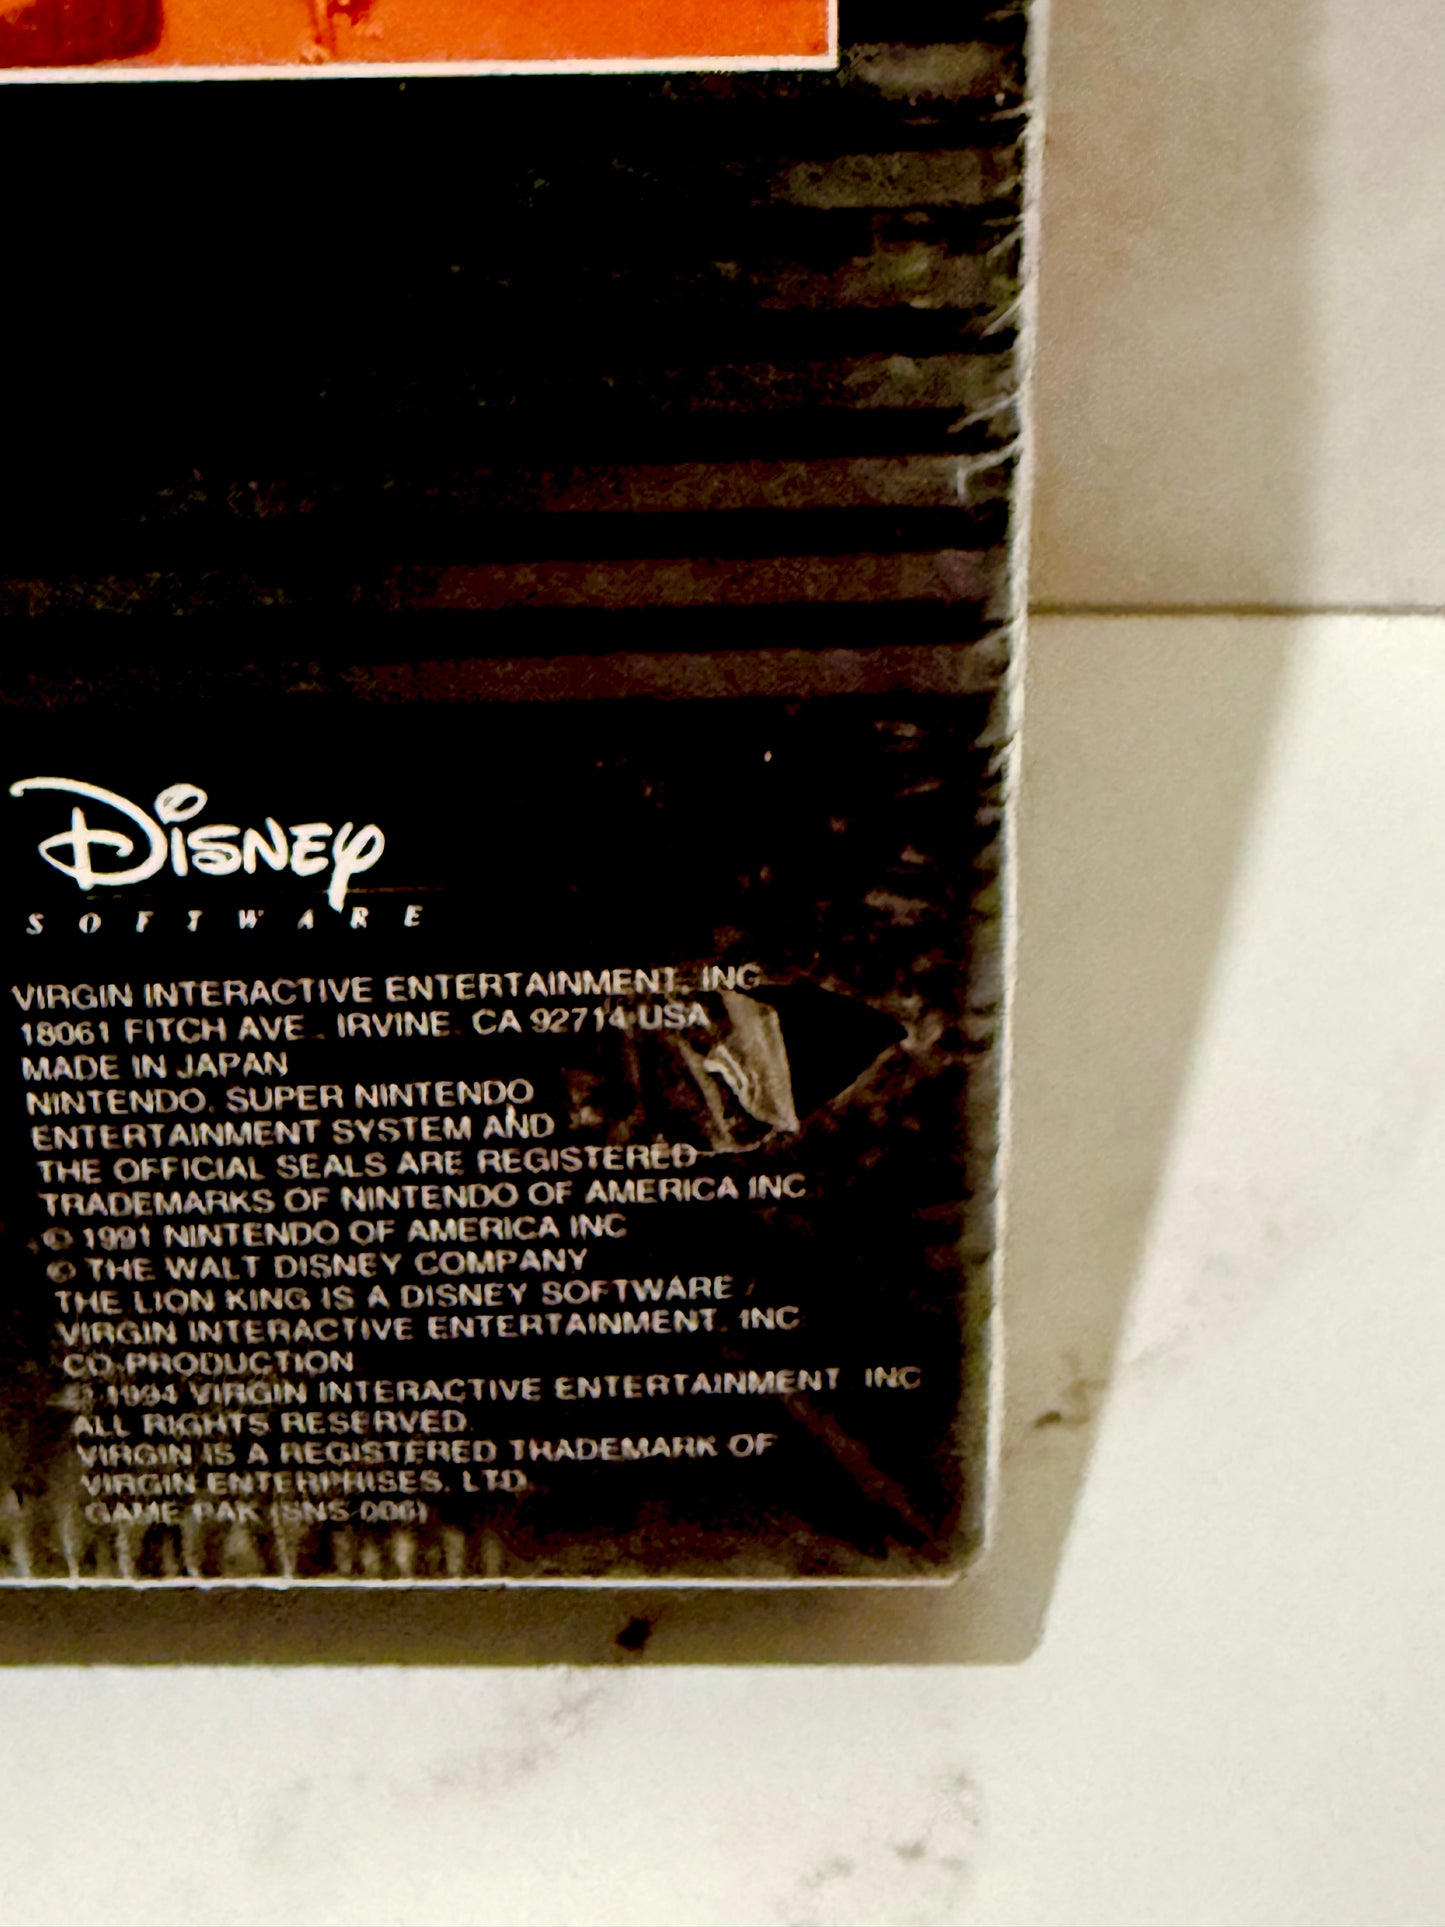 Disney
SOFTWARE
VIRGIN INTERACTIVE ENTERTAINMENT, INC
18061 FITCH AVE., IRVINE, CA 92714 USA
MADE IN JAPAN
NINTENDO, SUPER NINTENDO
ENTERTAINMENT SYSTEM AND
THE OFFICIAL SEALS ARE REGISTERED
TRADEMARKS OF NINTENDO OF AMERICA INC.
© 1991 NINTENDO OF AMERICA INC
© THE WALT DISNEY COMPANY
THE LION KING IS A DISNEY SOFTWARE /
VIRGIN INTERACTIVE ENTERTAINMENT, INC
CO-PRODUCTION
© 1994 VIRGIN INTERACTIVE ENTERTAINMENT INC
ALL RIGHTS RESERVED.
VIRGIN IS A REGISTERED TRADEMARK OF
VIRGIN ENTERPRISES, LTD
GAME PAK (SNS-006)